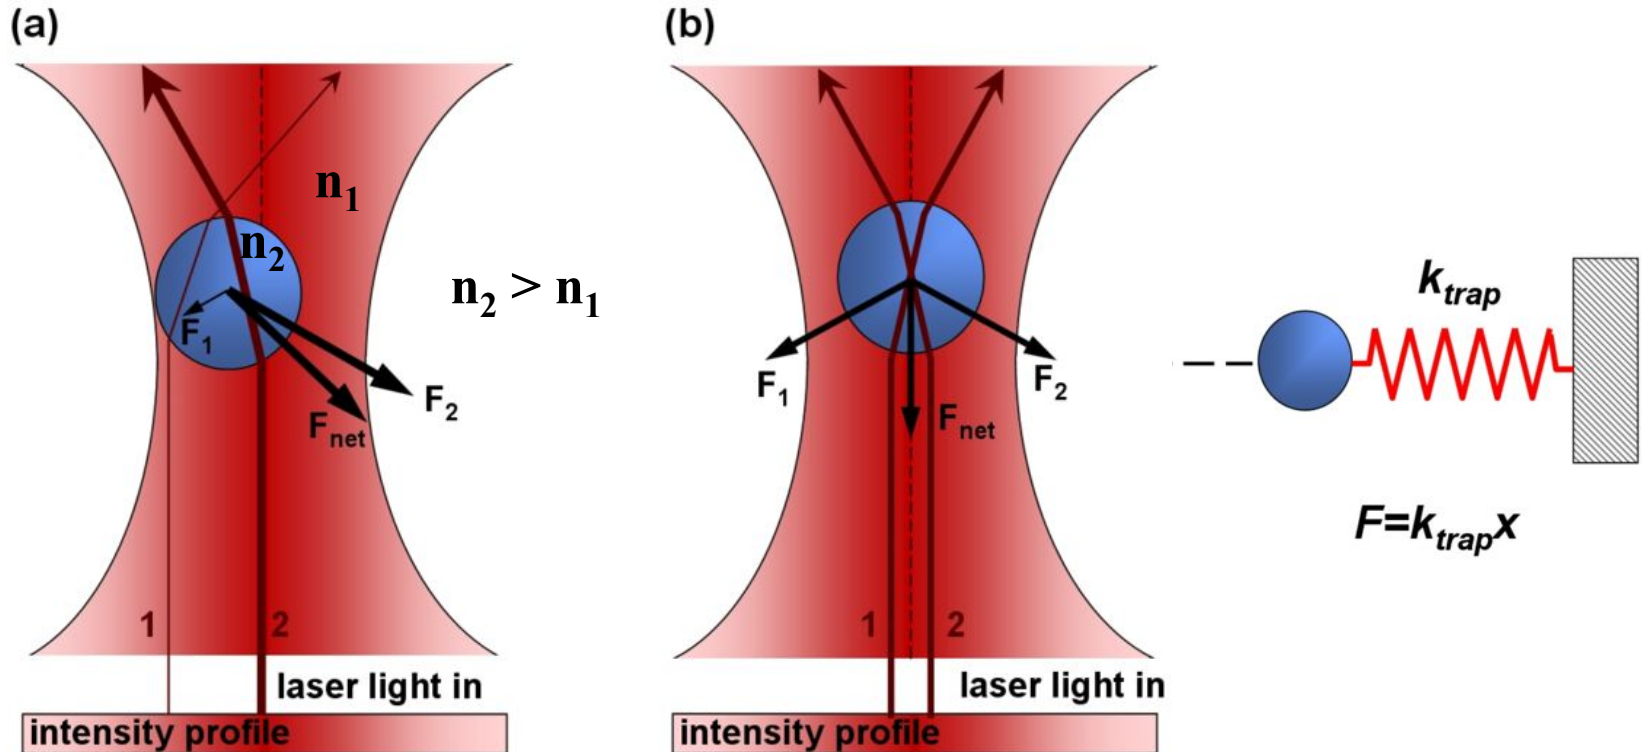 (a)
n₁
n₂
n₂ > n₁
F₁
F₂
Fnet
1
2
laser light in
intensity profile
(b)
F₁
F₂
Fnet
1
2
laser light in
intensity profile
ktrap
F=ktrapx